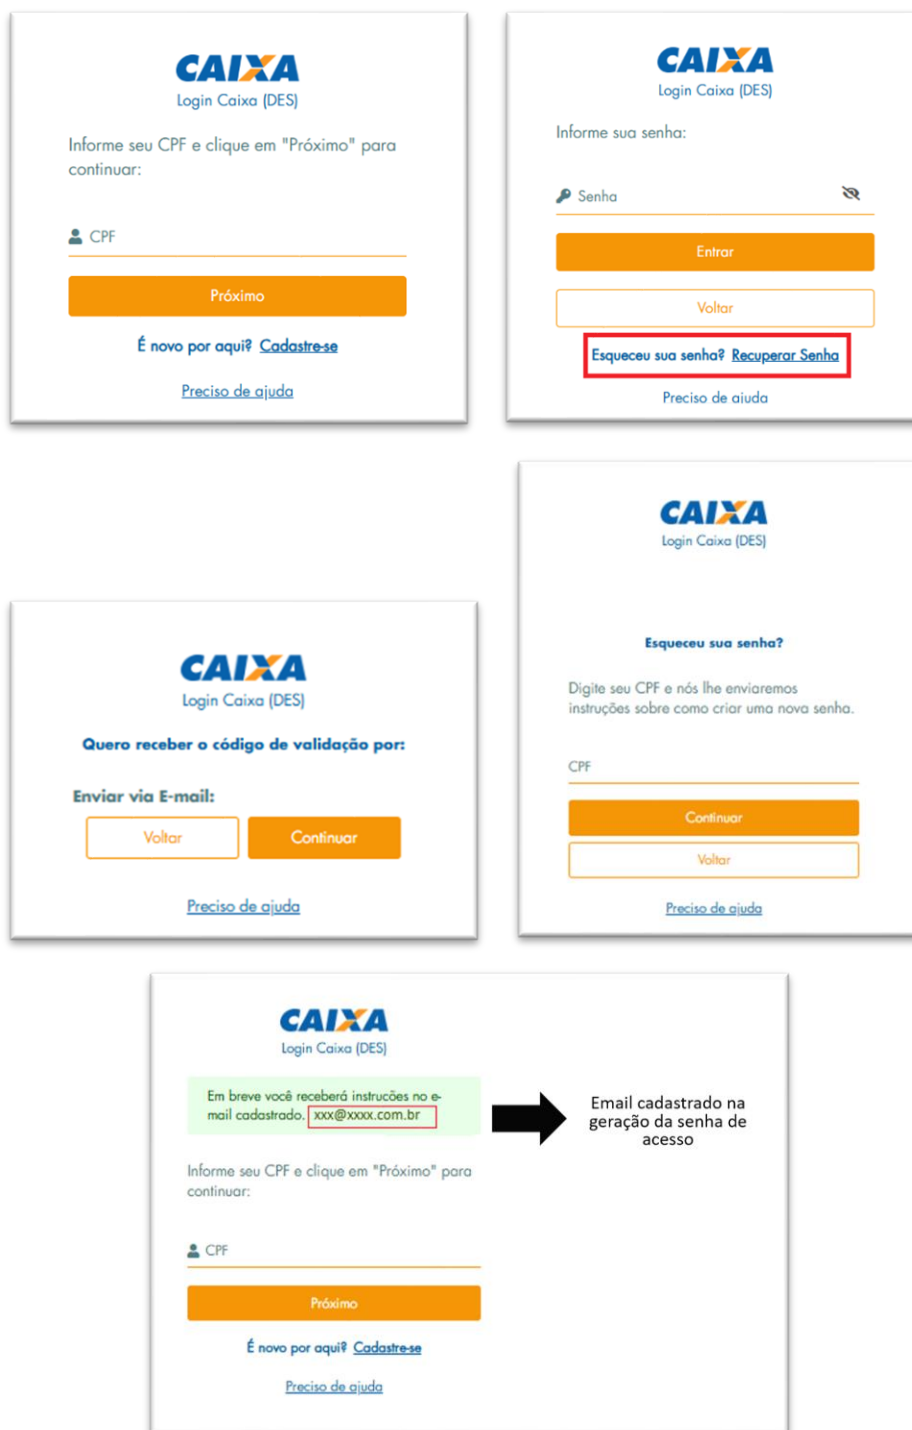 CAIXA
Login Caixa (DES)
Informe seu CPF e clique em "Próximo" para
continuar:
CPF
Próximo
É novo por aqui? Cadastre-se
Preciso de ajuda
CAIXA
Login Caixa (DES)
Informe sua senha:
Senha
Entrar
Voltar
Esqueceu sua senha? Recuperar Senha
Preciso de ajuda
CAIXA
Login Caixa (DES)
Quero receber o código de validação por:
Enviar via E-mail:
Voltar
Continuar
Preciso de ajuda
CAIXA
Login Caixa (DES)
Esqueceu sua senha?
Digite seu CPF e nós lhe enviaremos
instruções sobre como criar uma nova senha.
CPF
Continuar
Voltar
Preciso de ajuda
CAIXA
Login Caixa (DES)
Em breve você receberá instrucões no e-
mail cadastrado. xxx@xxxx.com.br
Email cadastrado na
geração da senha de
acesso
Informe seu CPF e clique em "Próximo" para
continuar:
CPF
Próximo
É novo por aqui? Cadastre-se
Preciso de ajuda